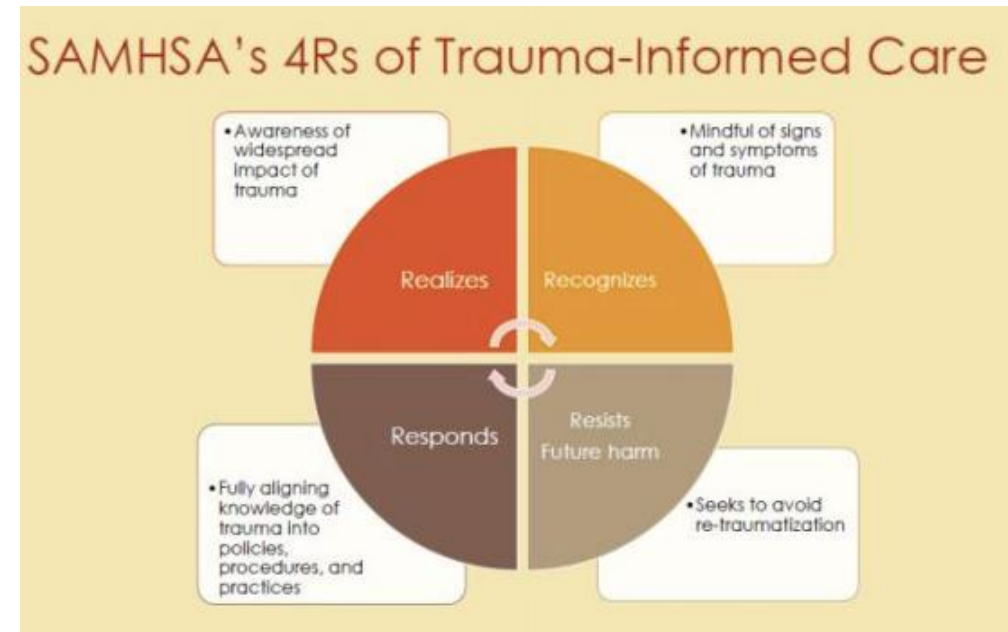 SAMHSA's 4Rs of Trauma-Informed Care
•Awareness of
widespread
impact of
trauma
•Mindful of signs
and symptoms
of trauma
Realizes
Recognizes
Responds
Resists
Future harm
•Fully aligning
knowledge of
trauma into
policies,
procedures, and
practices
•Seeks to avoid
re-traumatization